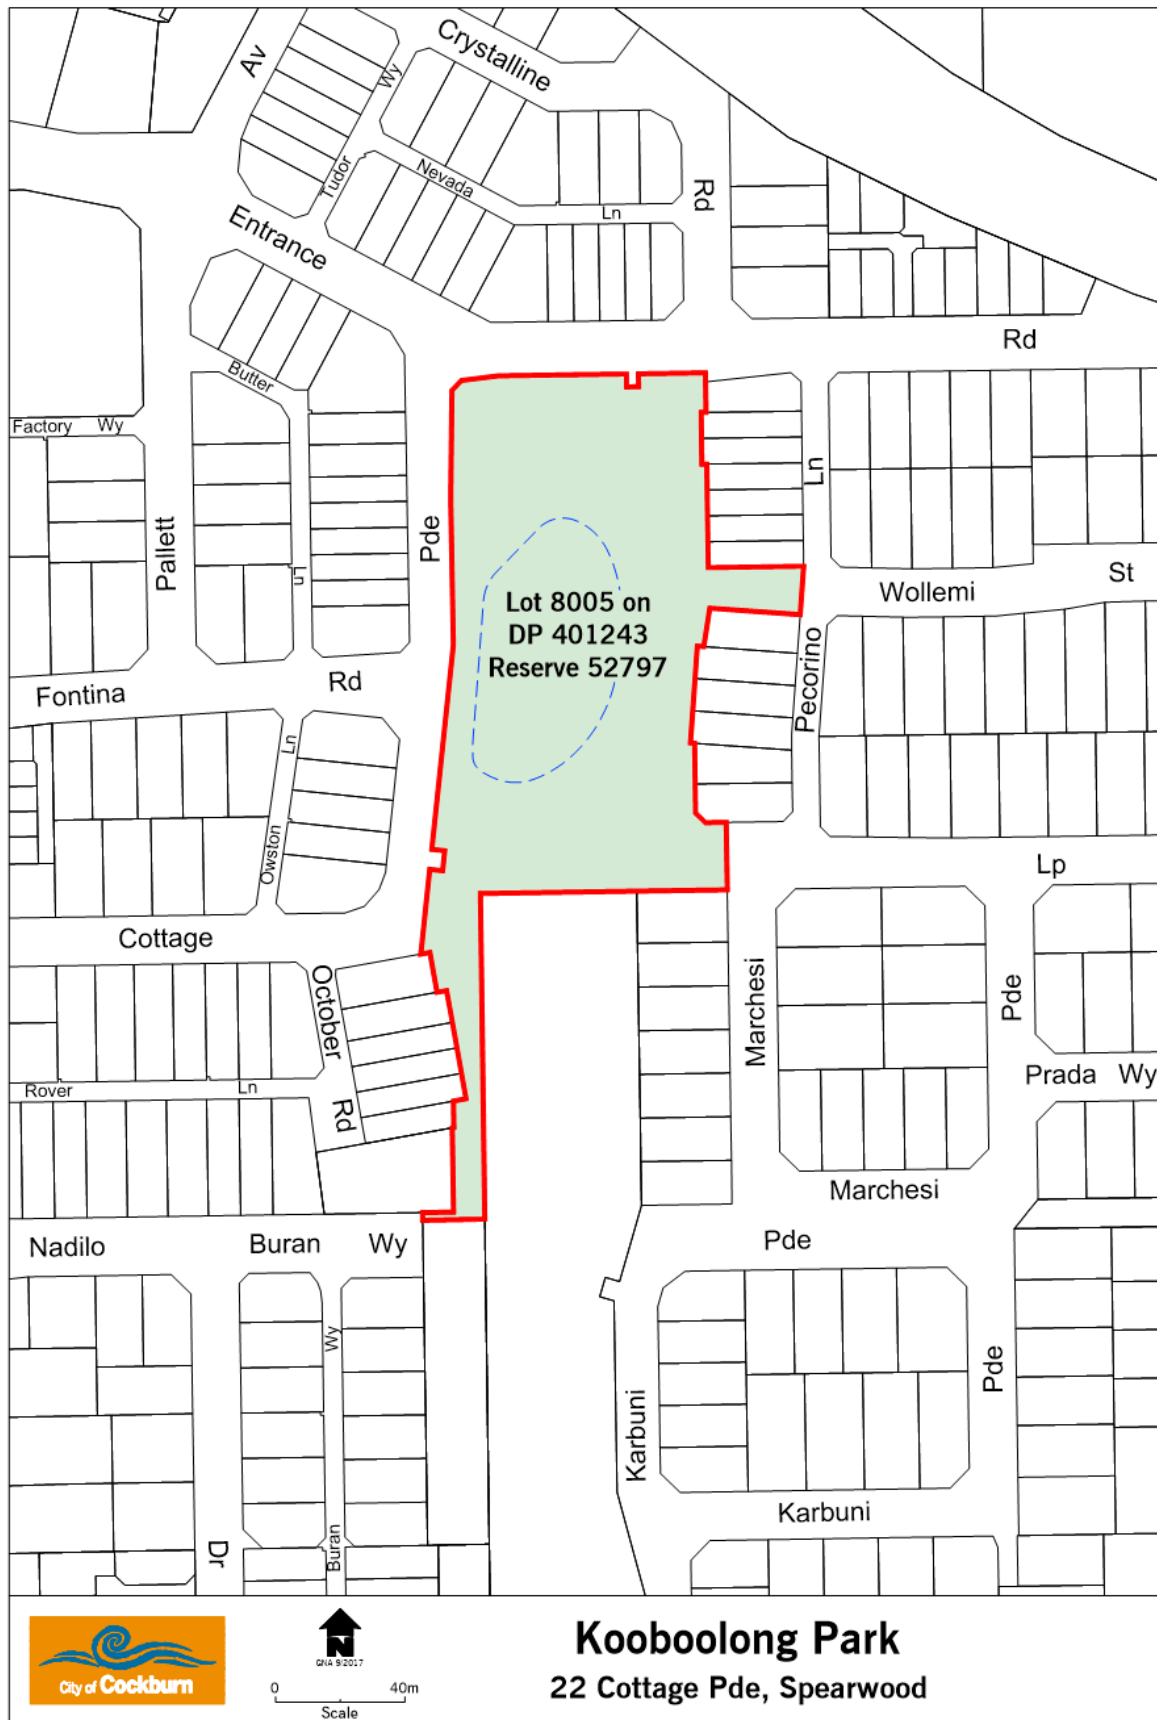 Av
Wy
Crystalline
Tudor
Nevada
Ln
Rd
Entrance
Rd
Butter
Factory Wy
Ln
Pallett
Pde
Ln
Wollemi
St
Lot 8005 on
DP 401243
Reserve 52797
Fontina
Rd
Pecorino
Ln
Owston
Lp
Cottage
October
Marchesi
Pde
Rover
Ln
Rd
Prada Wy
Marchesi
Nadilo
Buran
Wy
Pde
Wy
Pde
Karbuni
Karbuni
Dr
Buran
City of Cockburn
N
GNA 9/2017
0 40m
Scale
Kooboolong Park
22 Cottage Pde, Spearwood